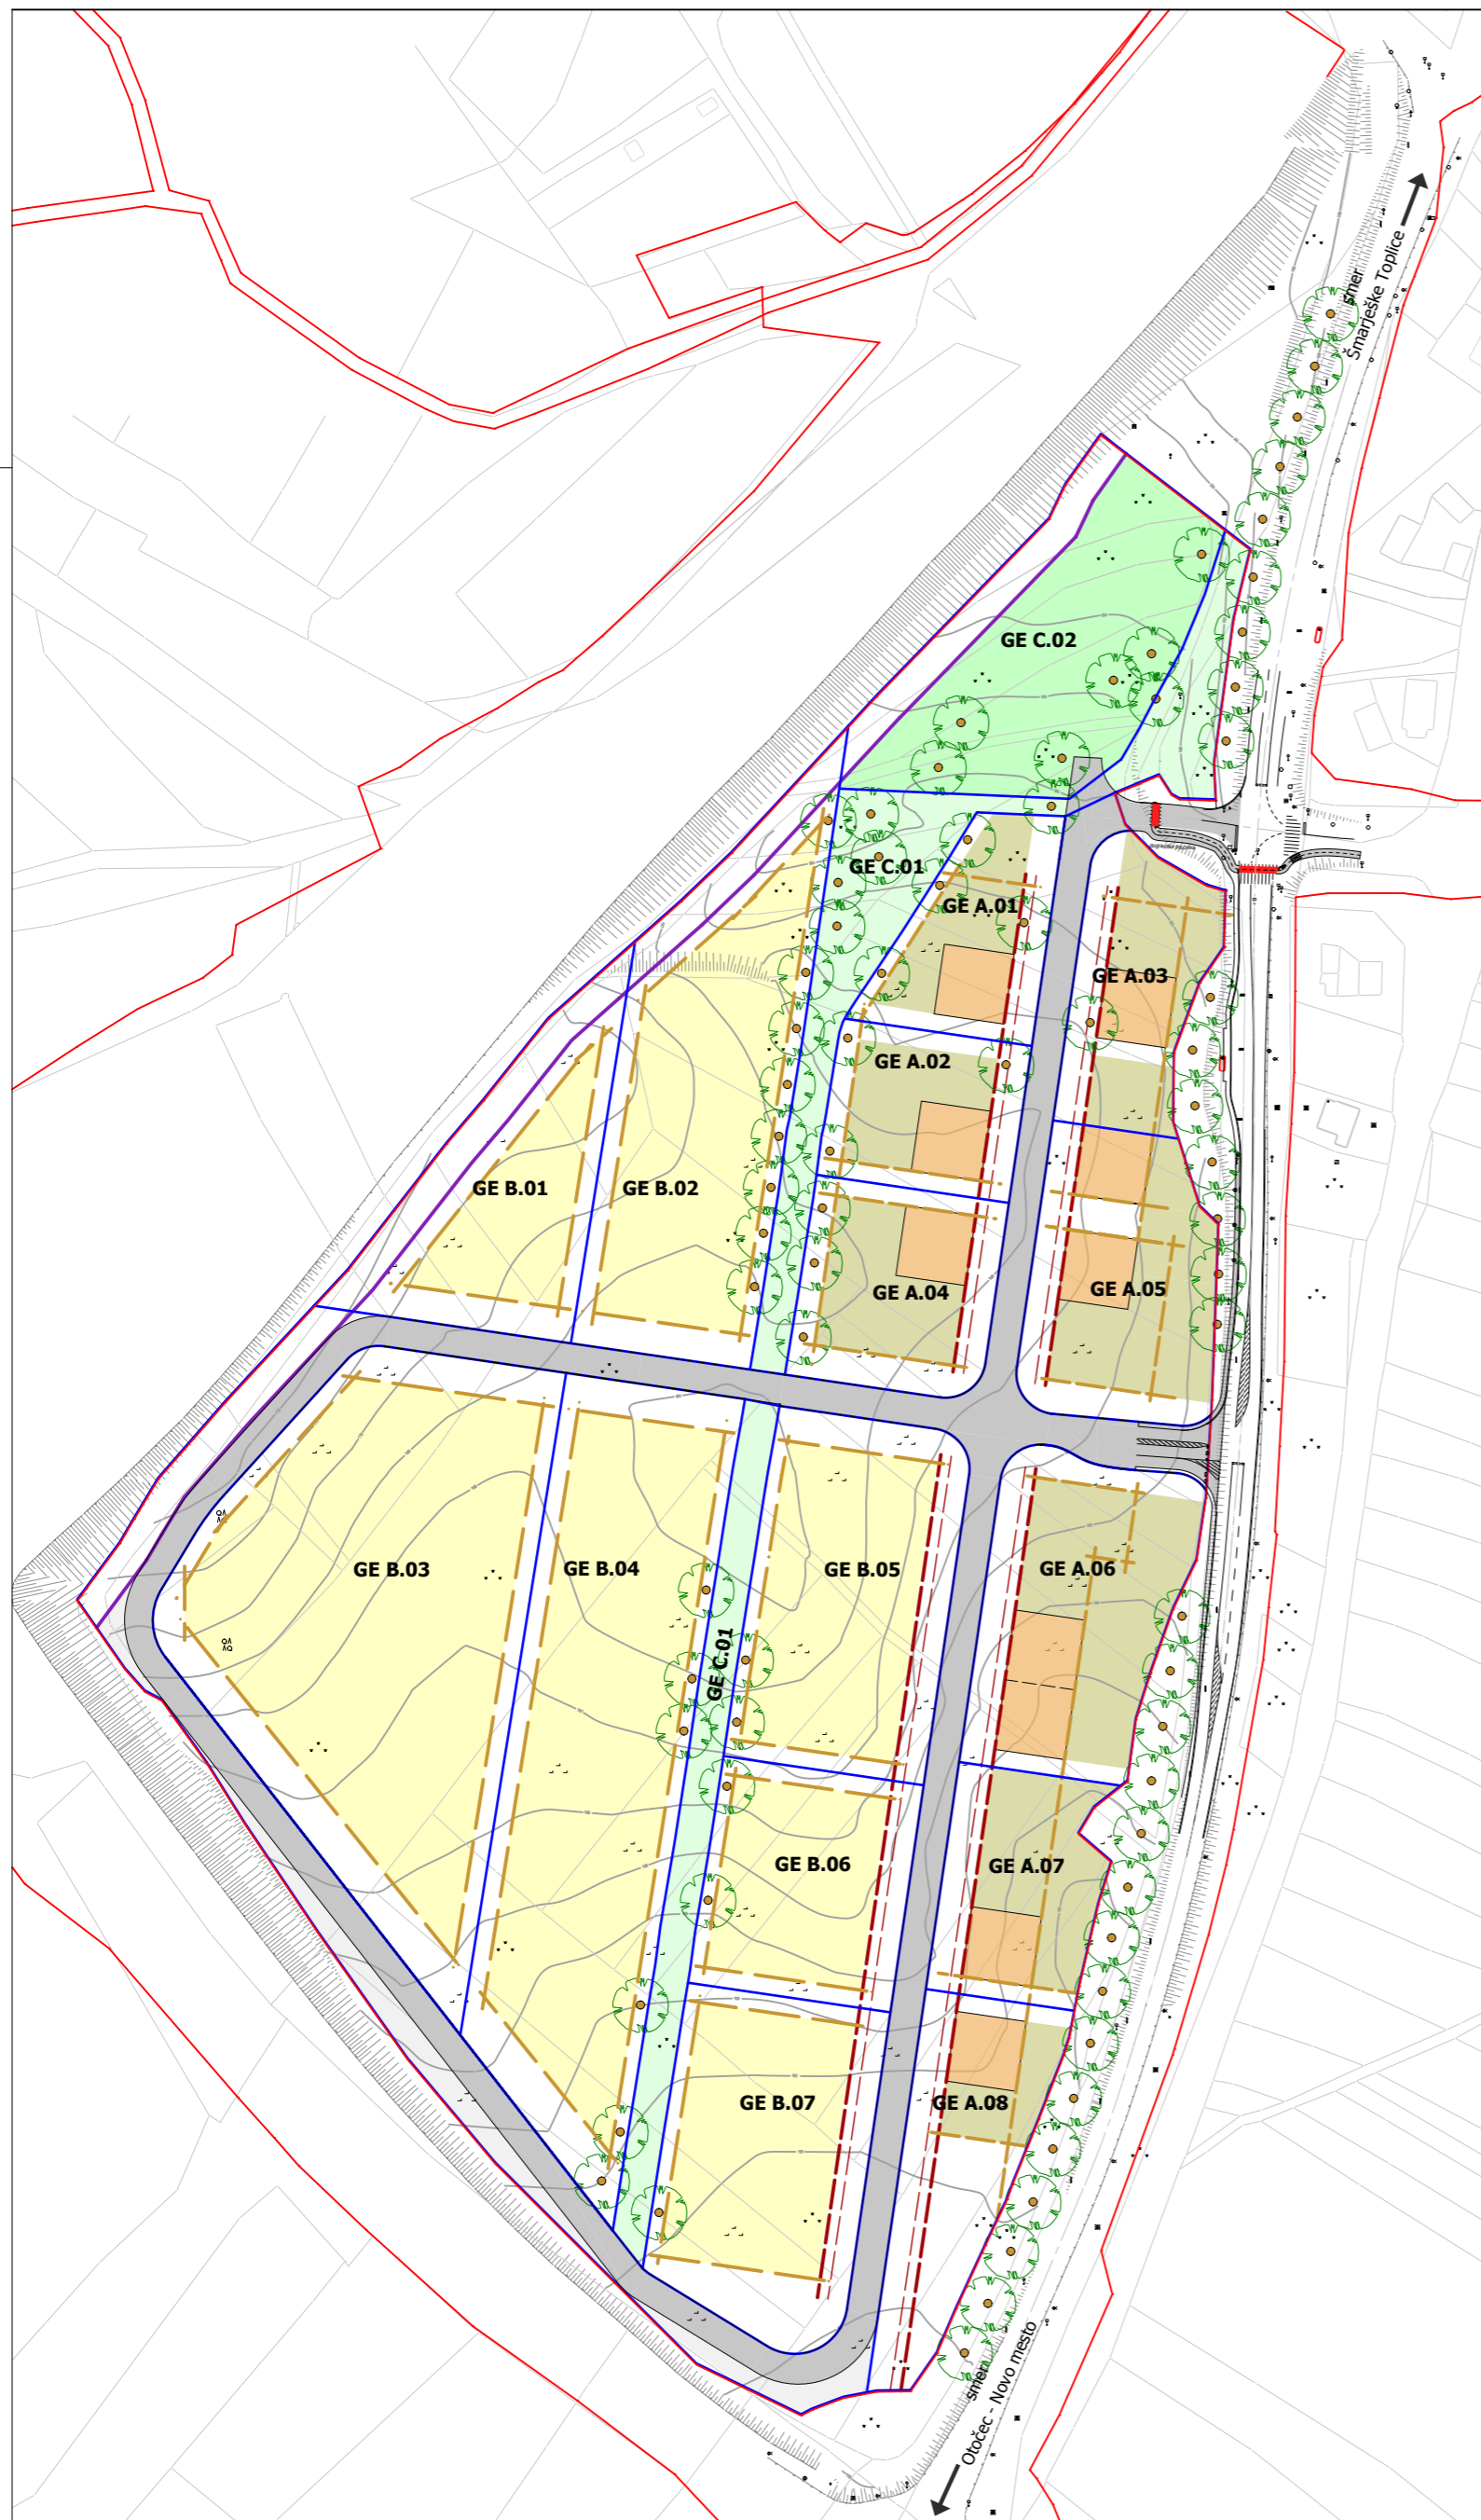 smer
Šmarješke Toplice
GE C.02
GE C.01
GE A.01
GE A.03
GE A.02
GE B.01
GE B.02
GE A.04
GE A.05
GE B.03
GE B.04
GE B.05
GE A.06
GE C.01
GE B.06
GE A.07
GE B.07
GE A.08
smer
Otočec - Novo mesto